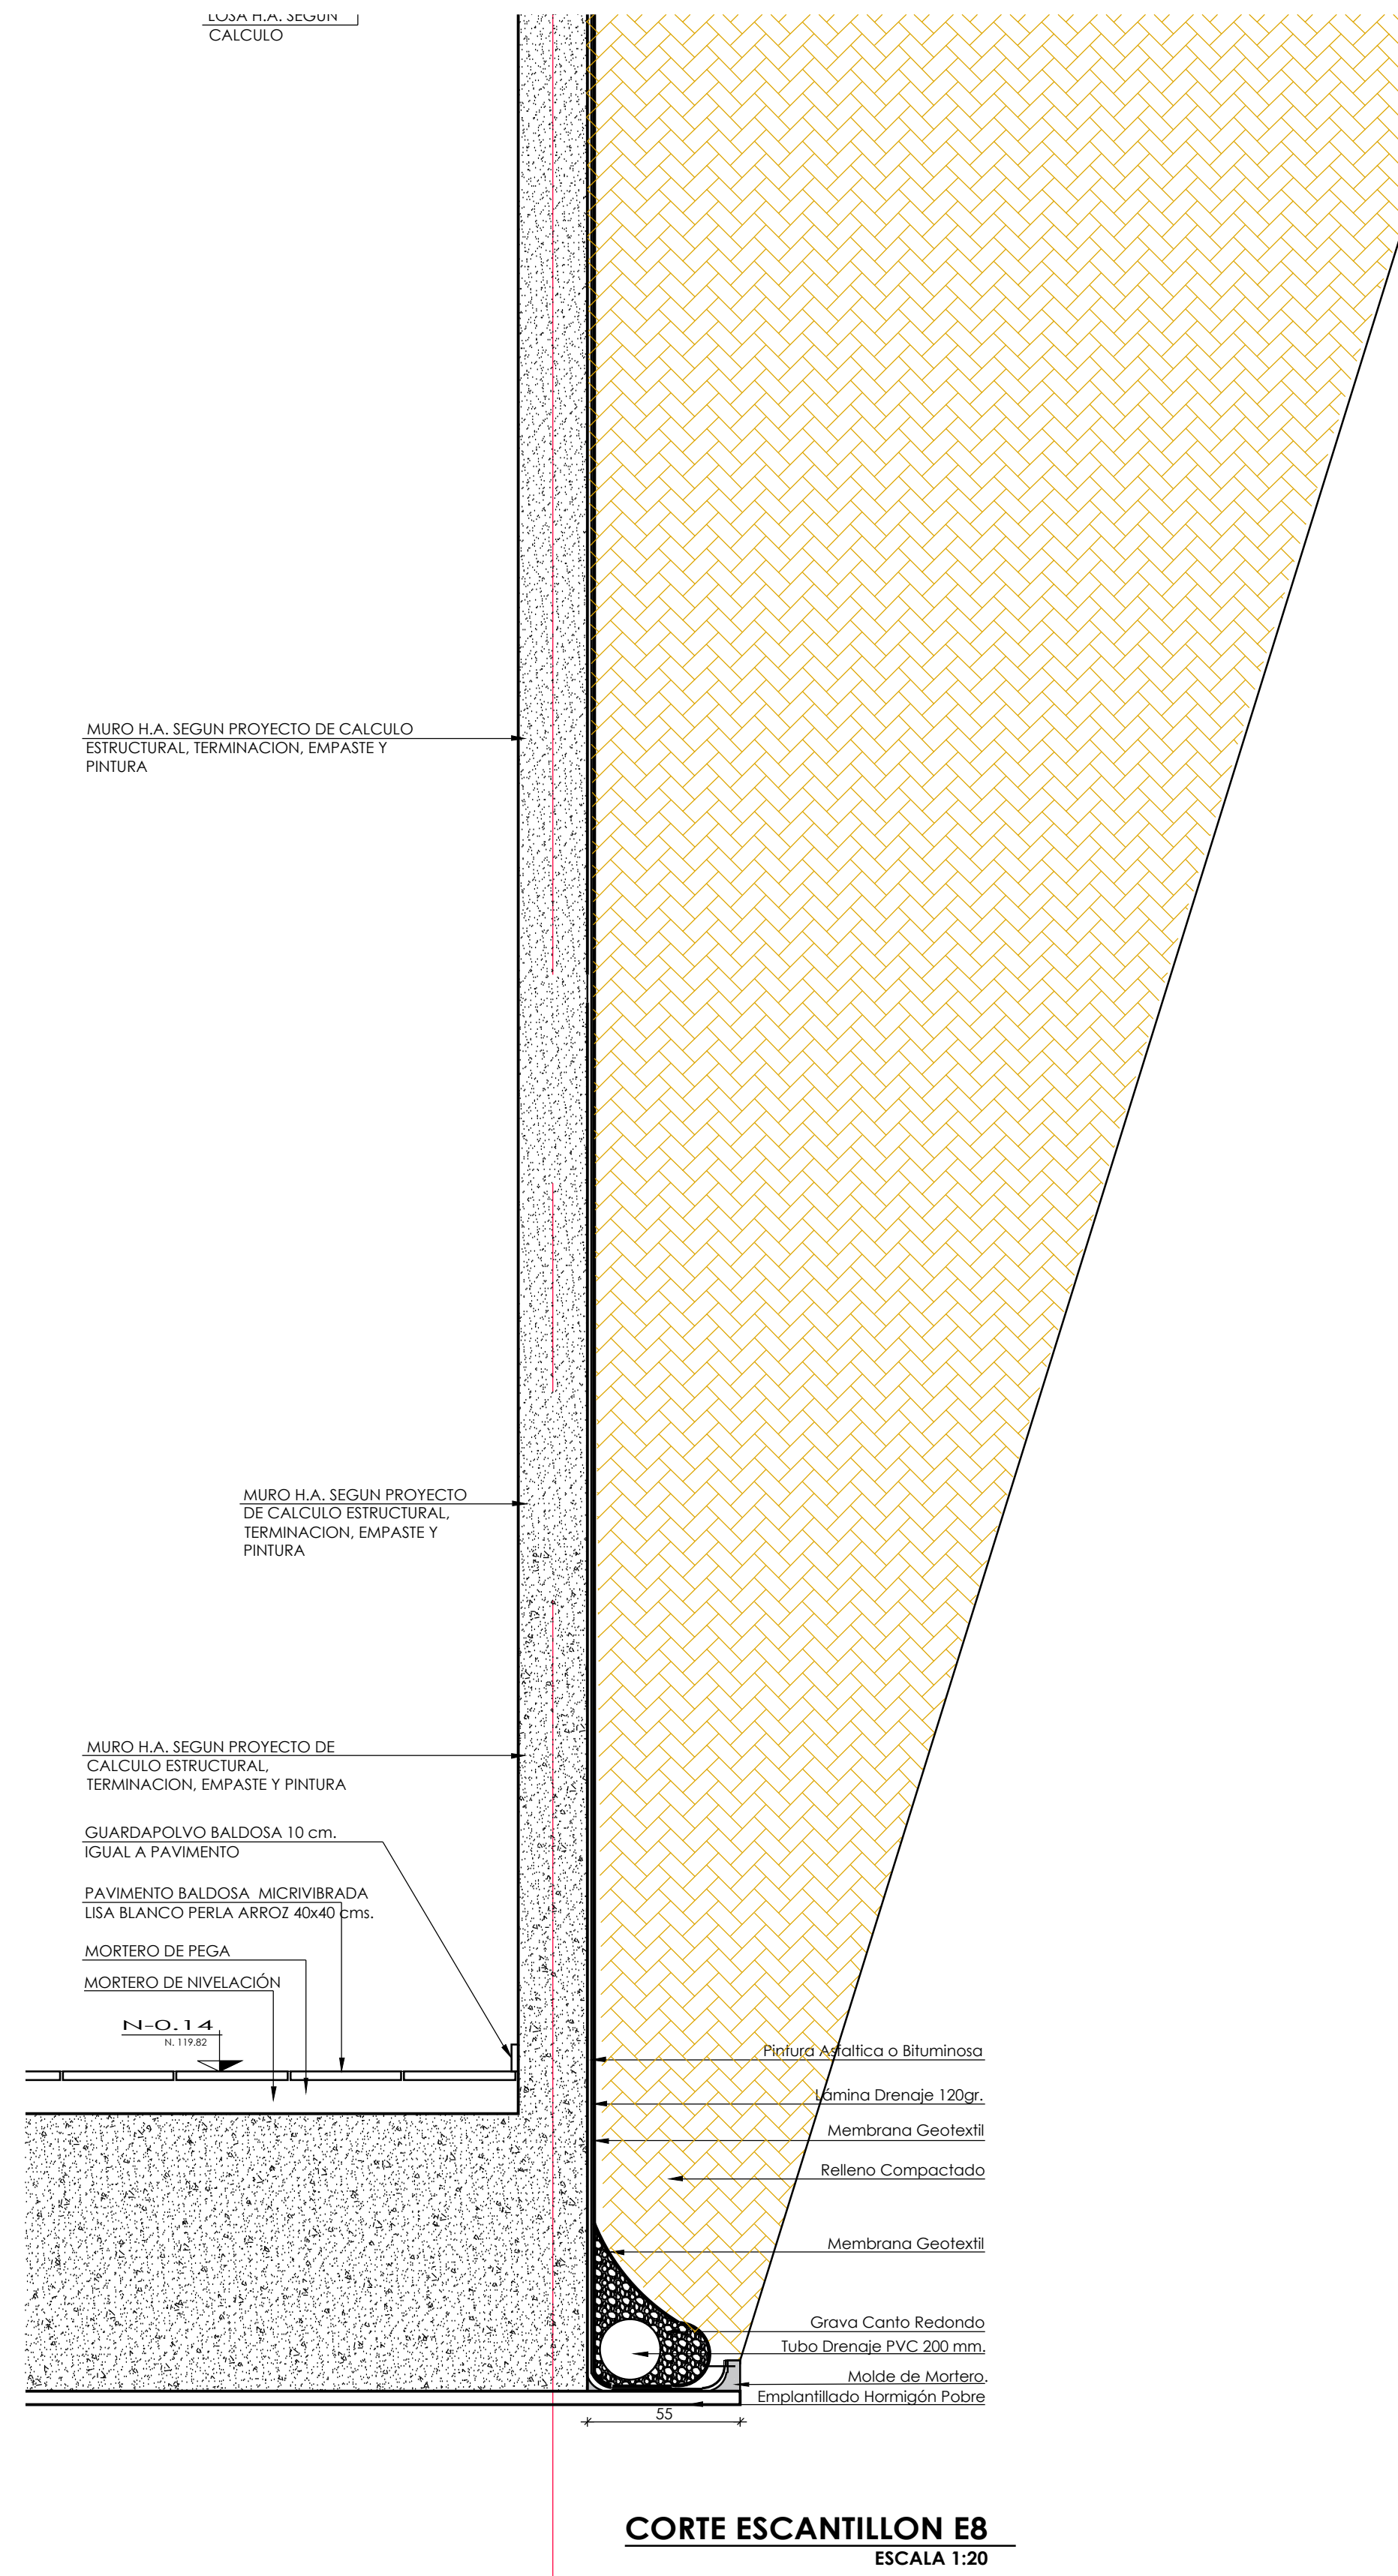 LOSA H.A. SEGUN
CALCULO
MURO H.A. SEGUN PROYECTO DE CALCULO
ESTRUCTURAL, TERMINACION, EMPASTE Y
PINTURA
MURO H.A. SEGUN PROYECTO
DE CALCULO ESTRUCTURAL,
TERMINACION, EMPASTE Y
PINTURA
MURO H.A. SEGUN PROYECTO DE
CALCULO ESTRUCTURAL,
TERMINACION, EMPASTE Y PINTURA
GUARDAPOLVO BALDOSA 10 cm.
IGUAL A PAVIMENTO
PAVIMENTO BALDOSA MICRIVIBRADA
LISA BLANCO PERLA ARROZ 40x40 cms.
MORTERO DE PEGA
MORTERO DE NIVELACIÓN
N-0.14
N. 119.82
Pintura Asfaltica o Bituminosa
Lámina Drenaje 120gr.
Membrana Geotextil
Relleno Compactado
Membrana Geotextil
Grava Canto Redondo
Tubo Drenaje PVC 200 mm.
Molde de Mortero.
Emplantillado Hormigón Pobre
55
CORTE ESCANTILLON E8
ESCALA 1:20